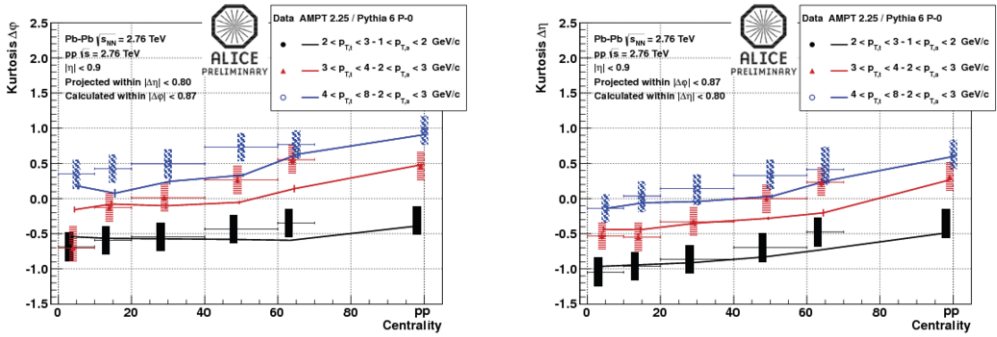 Kurtosis Δφ
2.5
2.0
1.5
1.0
0.5
0.0
-0.5
-1.0
-1.5
Pb-Pb √sNN = 2.76 TeV
pp √s = 2.76 TeV
|η| < 0.9
Projected within |Δη| < 0.80
Calculated within |Δφ| < 0.87
ALICE
PRELIMINARY
Data AMPT 2.25 / Pythia 6 P-0
2 < pT,t < 3 - 1 < pT,a < 2 GeV/c
3 < pT,t < 4 - 2 < pT,a < 3 GeV/c
4 < pT,t < 8 - 2 < pT,a < 3 GeV/c
0 20 40 60 80 pp
Centrality
Kurtosis Δη
2.5
2.0
1.5
1.0
0.5
0.0
-0.5
-1.0
-1.5
Pb-Pb √sNN = 2.76 TeV
pp √s = 2.76 TeV
|η| < 0.9
Projected within |Δφ| < 0.87
Calculated within |Δη| < 0.80
ALICE
PRELIMINARY
Data AMPT 2.25 / Pythia 6 P-0
2 < pT,t < 3 - 1 < pT,a < 2 GeV/c
3 < pT,t < 4 - 2 < pT,a < 3 GeV/c
4 < pT,t < 8 - 2 < pT,a < 3 GeV/c
0 20 40 60 80 pp
Centrality